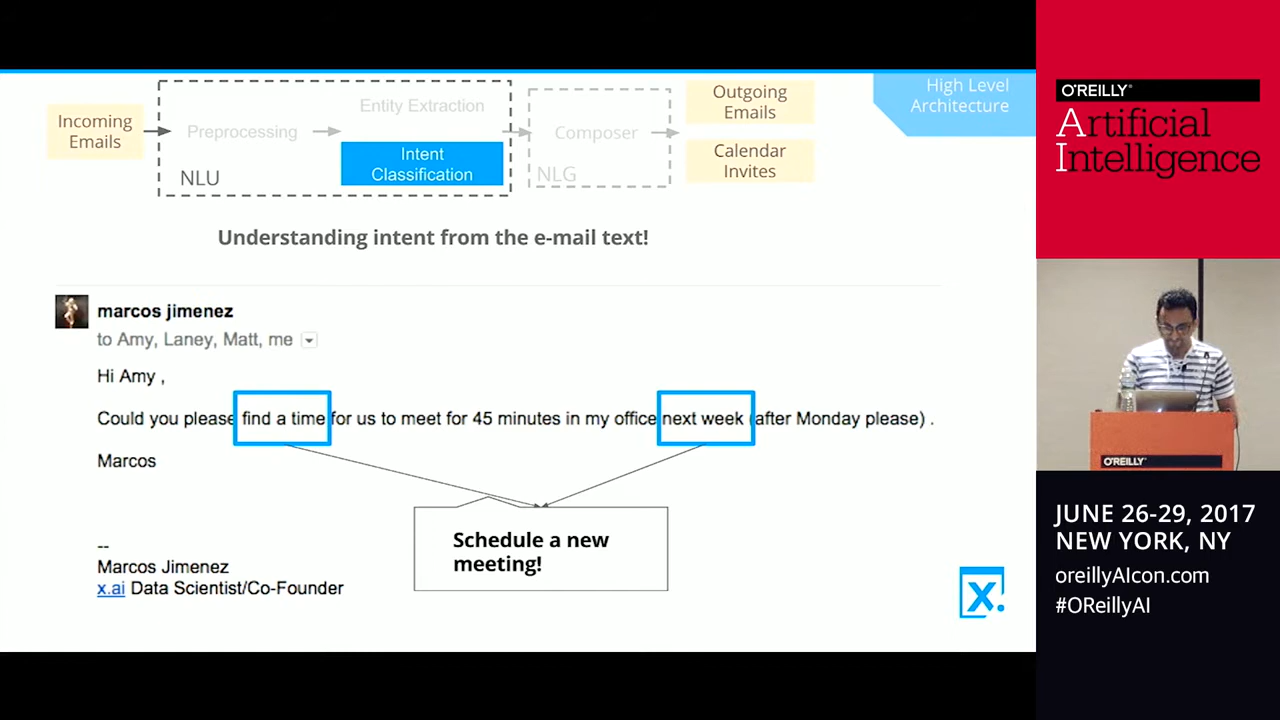 Incoming
Emails
Preprocessing
NLU
Entity Extraction
Intent
Classification
Composer
NLG
Outgoing
Emails
Calendar
Invites
High Level
Architecture
Understanding intent from the e-mail text!
marcos jimenez
to Amy, Laney, Matt, me
Hi Amy ,
Could you please find a time for us to meet for 45 minutes in my office next week (after Monday please) .
Marcos
Schedule a new
meeting!
--
Marcos Jimenez
x.ai Data Scientist/Co-Founder
x.
O'REILLY®
Artificial
Intelligence
O'REILLY®
JUNE 26-29, 2017
NEW YORK, NY
oreillyAIcon.com
#OReillyAI